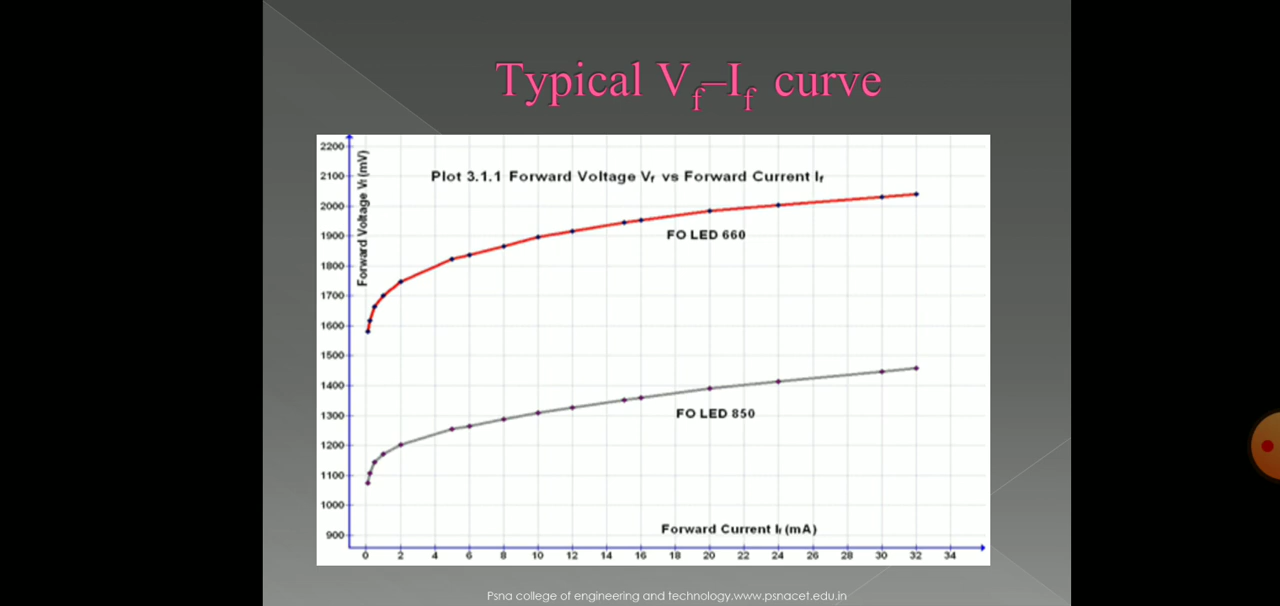 Typical Vf–If curve
Plot 3.1.1 Forward Voltage Vf vs Forward Current If
Forward Voltage Vf (mV)
2200
2100
2000
1900
1800
1700
1600
1500
1400
1300
1200
1100
1000
900
FO LED 660
FO LED 850
Forward Current If (mA)
0 2 4 6 8 10 12 14 16 18 20 22 24 26 28 30 32 34
Psna college of engineering and technology.www.psnacet.edu.in